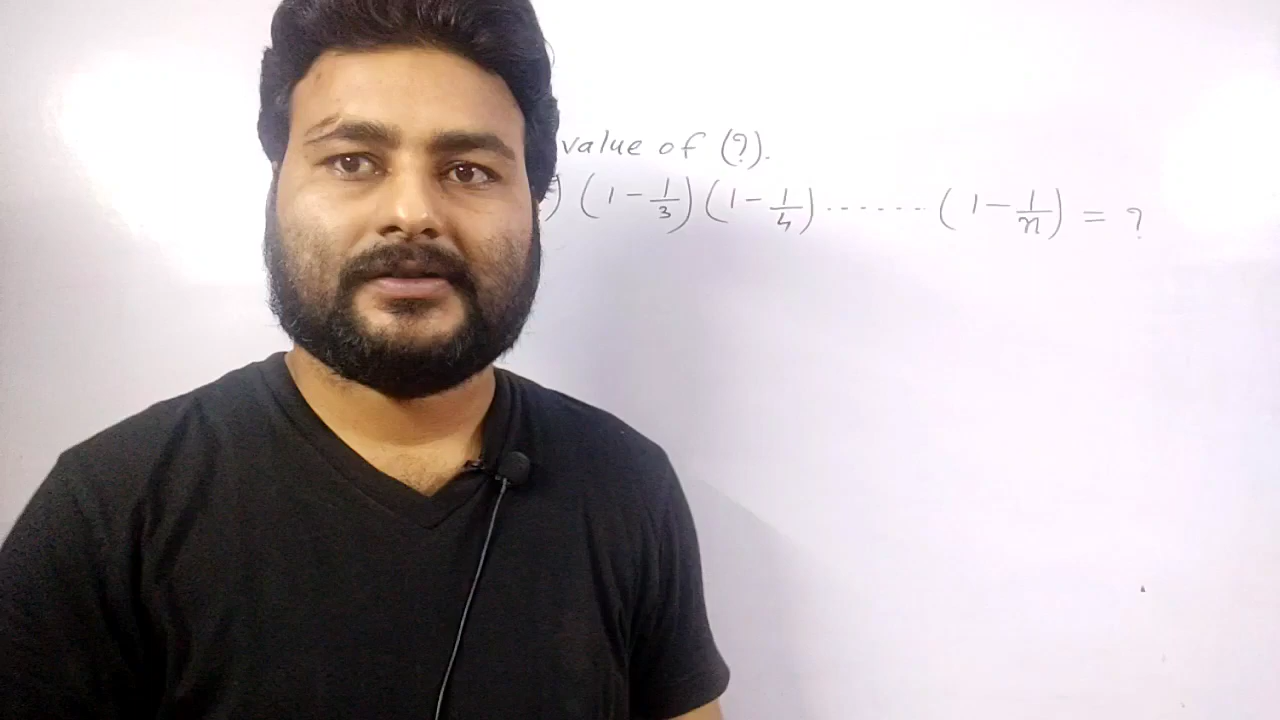 value of (?).
) (1 - 1/3) (1 - 1/4) ....... (1 - 1/n) = ?